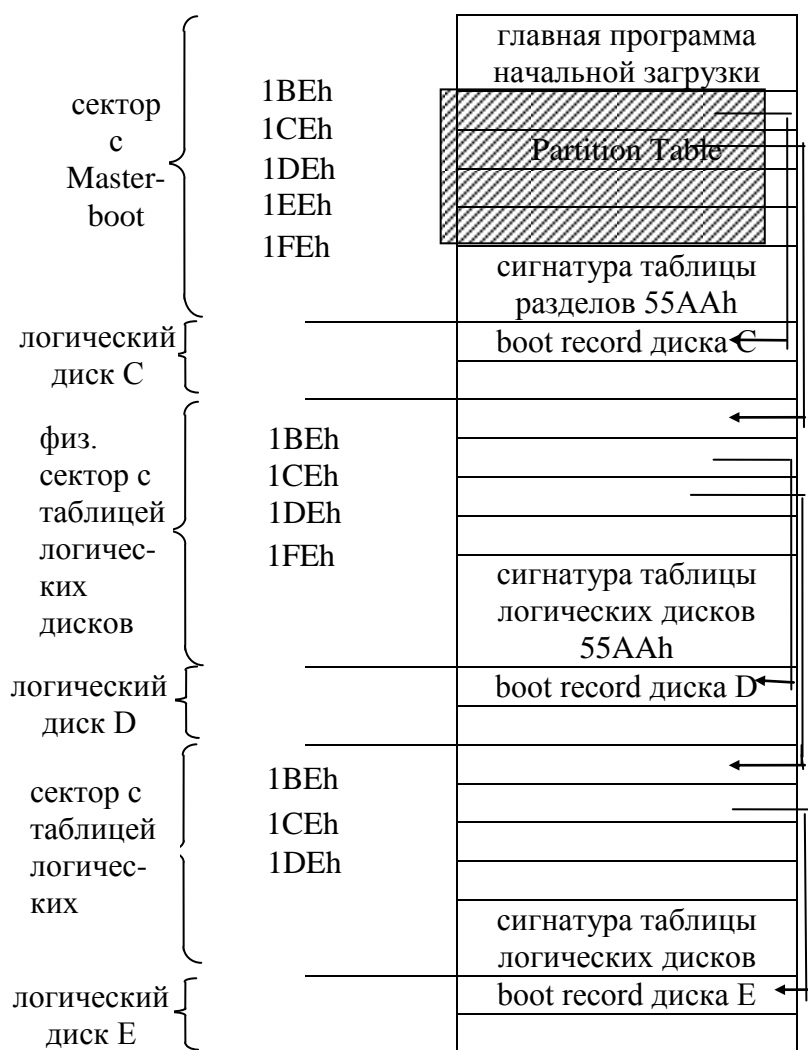 главная программа
начальной загрузки
сектор
с
Master-
boot
1BEh
1CEh
1DEh
1EEh
1FEh
Partition Table
сигнатура таблицы
разделов 55AAh
логический
диск C
boot record диска C
физ.
сектор с
таблицей
логичес-
ких
дисков
1BEh
1CEh
1DEh
1FEh
сигнатура таблицы
логических дисков
55AAh
логический
диск D
boot record диска D
сектор с
таблицей
логичес-
ких
1BEh
1CEh
1DEh
сигнатура таблицы
логических дисков
логический
диск E
boot record диска E